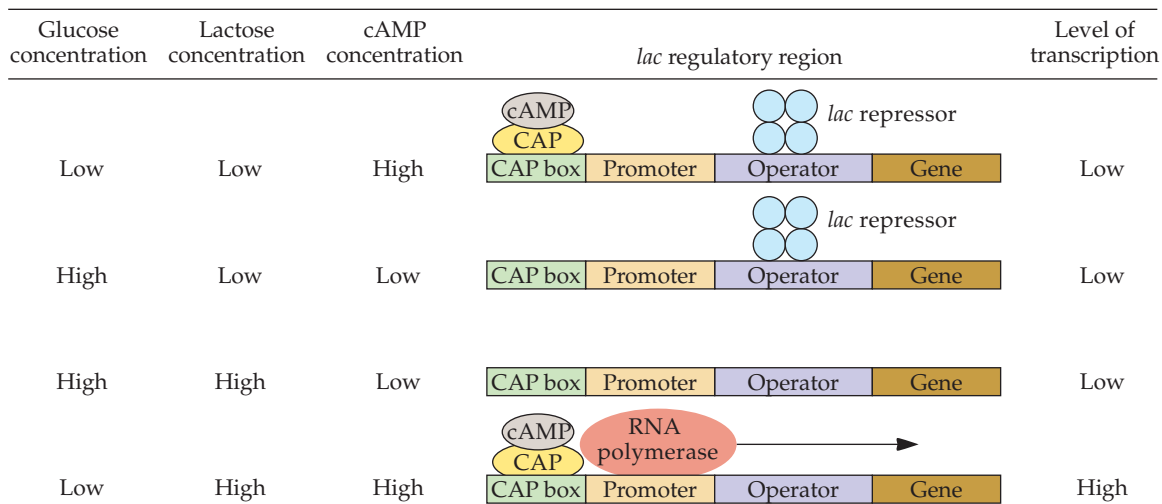 Glucose concentration
Lactose concentration
cAMP concentration
lac regulatory region
Level of transcription
cAMP
CAP
lac repressor
Low Low High CAP box Promoter Operator Gene Low
lac repressor
High Low Low CAP box Promoter Operator Gene Low
High High Low CAP box Promoter Operator Gene Low
cAMP
CAP
RNA
polymerase
Low High High CAP box Promoter Operator Gene High